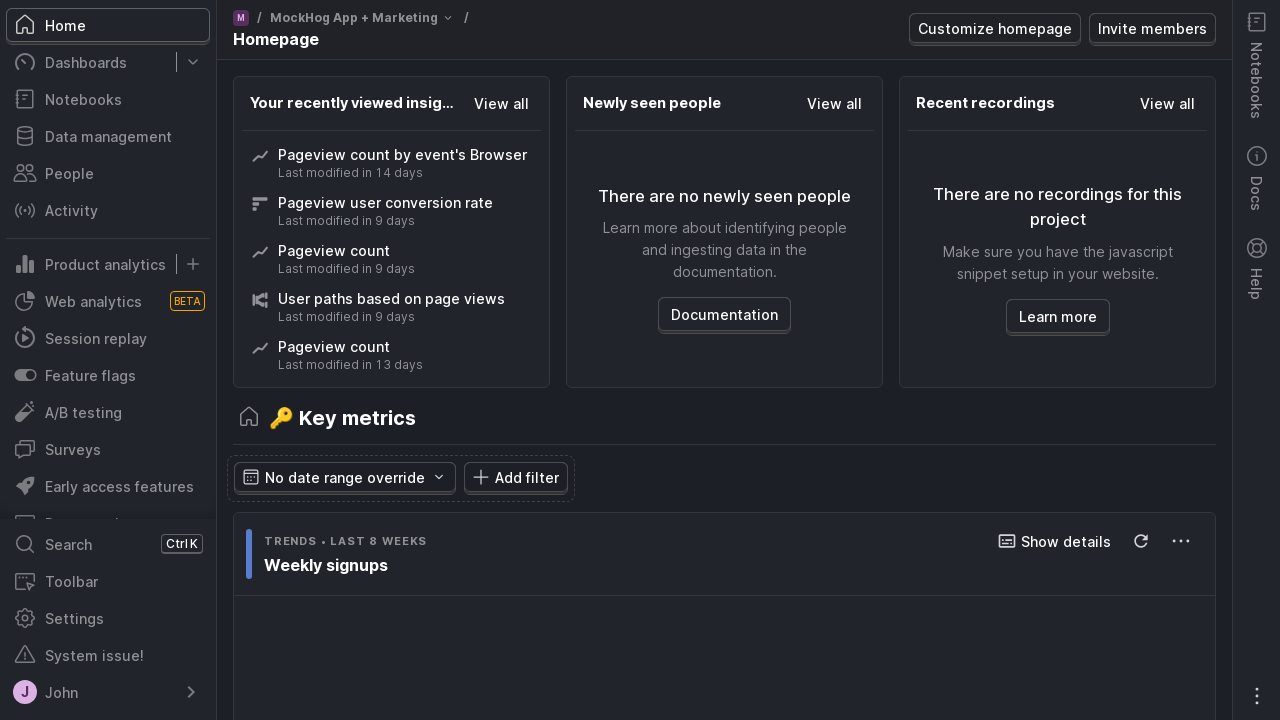 Home
Dashboards
Notebooks
Data management
People
Activity
Product analytics
Web analytics BETA
Session replay
Feature flags
A/B testing
Surveys
Early access features
Search Ctrl K
Toolbar
Settings
System issue!
J John
M / MockHog App + Marketing /
Homepage
Customize homepage Invite members
Your recently viewed insig... View all
Pageview count by event's Browser
Last modified in 14 days
Pageview user conversion rate
Last modified in 9 days
Pageview count
Last modified in 9 days
User paths based on page views
Last modified in 9 days
Pageview count
Last modified in 13 days
Newly seen people View all
There are no newly seen people
Learn more about identifying people
and ingesting data in the
documentation.
Documentation
Recent recordings View all
There are no recordings for this
project
Make sure you have the javascript
snippet setup in your website.
Learn more
🔑 Key metrics
No date range override Add filter
TRENDS • LAST 8 WEEKS
Weekly signups
Show details
Notebooks
Docs
Help